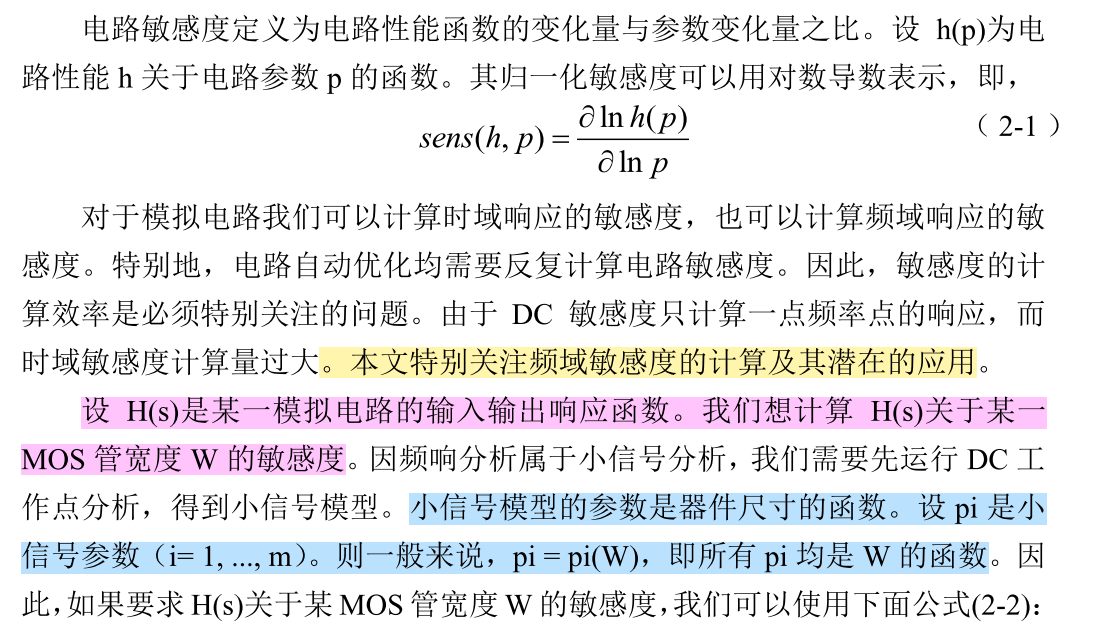 电路敏感度定义为电路性能函数的变化量与参数变化量之比。设 h(p)为电
路性能 h 关于电路参数 p 的函数。其归一化敏感度可以用对数导数表示，即，
sens(h, p) = ∂ ln h(p) / ∂ ln p （ 2-1 ）
对于模拟电路我们可以计算时域响应的敏感度，也可以计算频域响应的敏
感度。特别地，电路自动优化均需要反复计算电路敏感度。因此，敏感度的计
算效率是必须特别关注的问题。由于 DC 敏感度只计算一点频率点的响应，而
时域敏感度计算量过大。本文特别关注频域敏感度的计算及其潜在的应用。
设 H(s)是某一模拟电路的输入输出响应函数。我们想计算 H(s)关于某一
MOS 管宽度 W 的敏感度。因频响分析属于小信号分析，我们需要先运行 DC 工
作点分析，得到小信号模型。小信号模型的参数是器件尺寸的函数。设 pi 是小
信号参数（i= 1, ..., m）。则一般来说，pi = pi(W)，即所有 pi 均是 W 的函数。因
此，如果要求 H(s)关于某 MOS 管宽度 W 的敏感度，我们可以使用下面公式(2-2)：